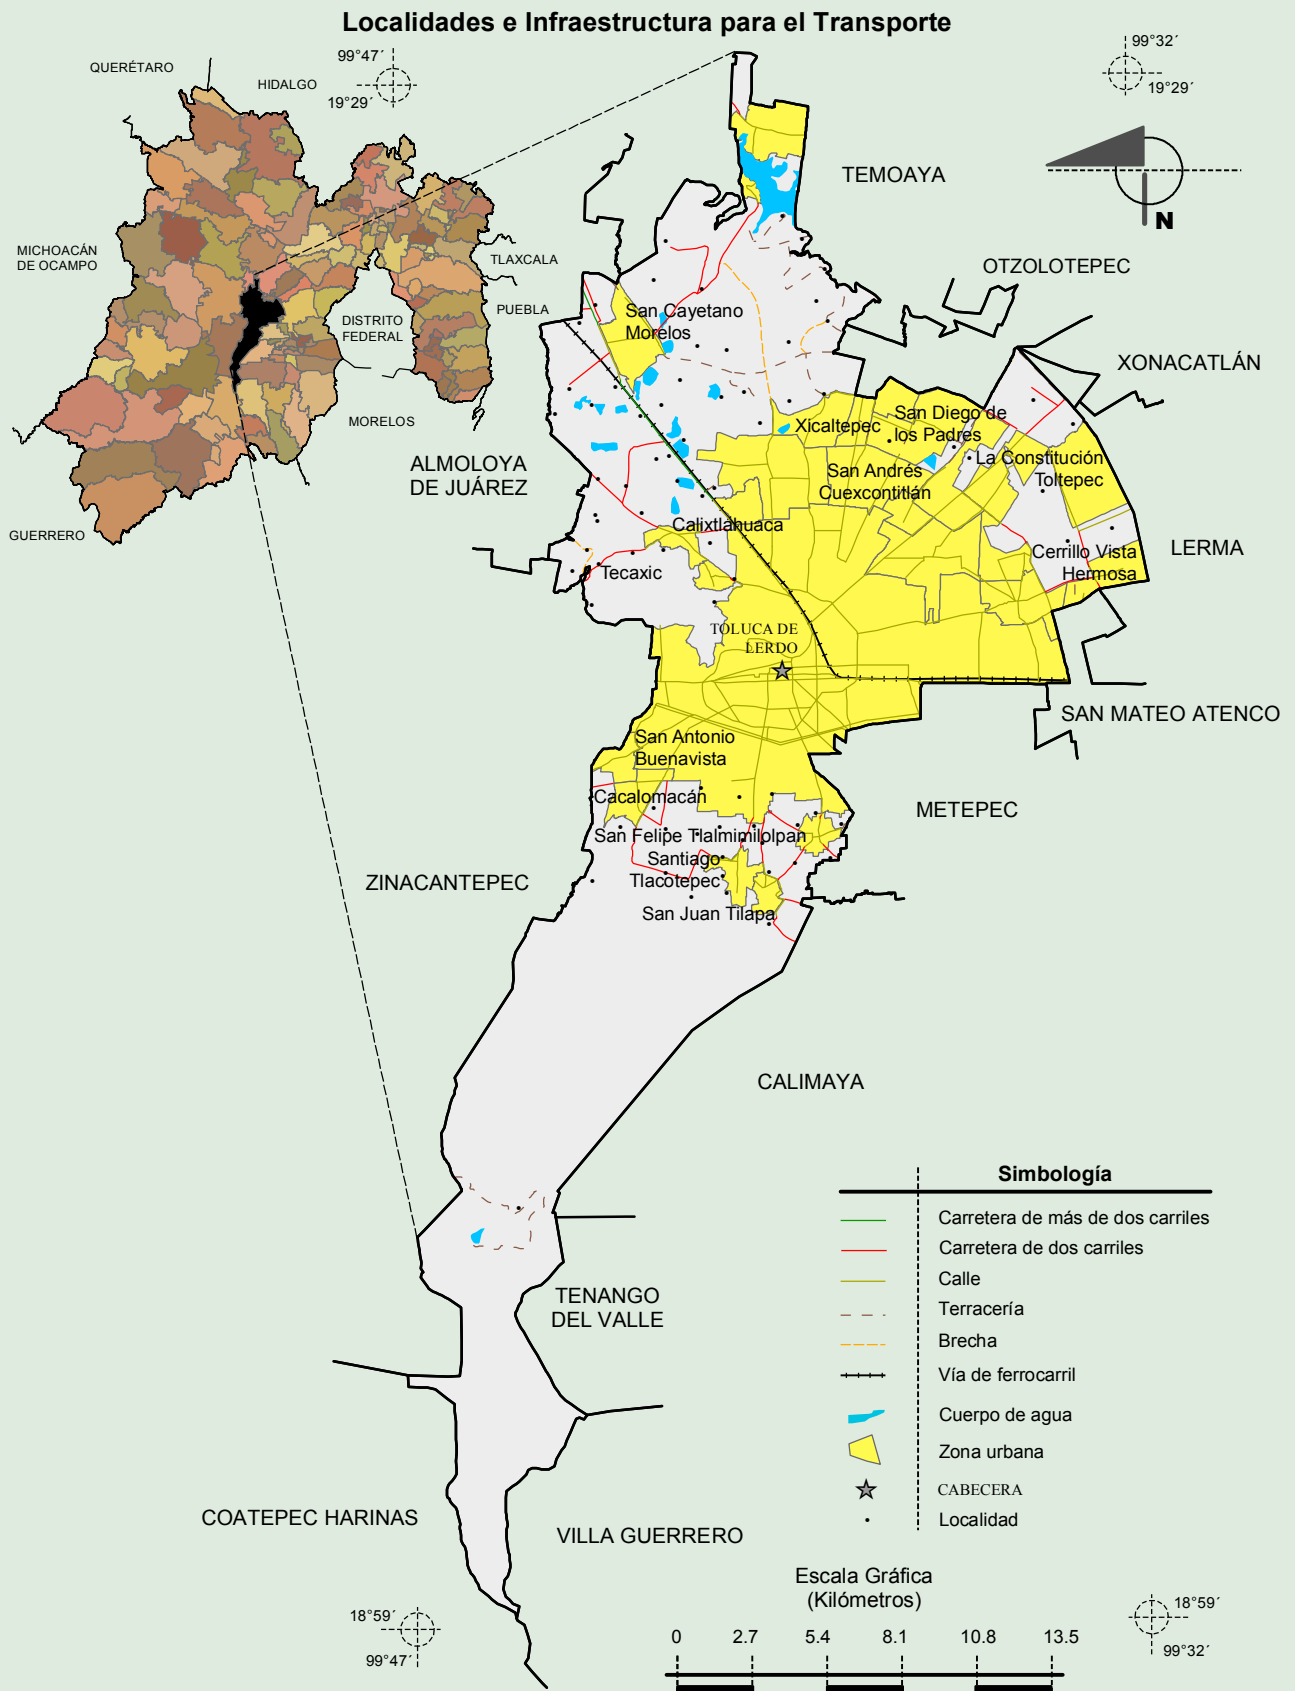 Localidades e Infraestructura para el Transporte
QUERÉTARO
HIDALGO
99°47´
19°29´
99°32´
19°29´
N
MICHOACÁN
DE OCAMPO
TLAXCALA
PUEBLA
DISTRITO
FEDERAL
MORELOS
GUERRERO
TEMOAYA
OTZOLOTEPEC
XONACATLÁN
ALMOLOYA
DE JUÁREZ
LERMA
SAN MATEO ATENCO
METEPEC
ZINACANTEPEC
CALIMAYA
TENANGO
DEL VALLE
COATEPEC HARINAS
VILLA GUERRERO
San Cayetano
Morelos
Xicaltepec
San Diego de
los Padres
San Andrés
Cuexcontitlán
La Constitución
Toltepec
Calixtlahuaca
Cerrillo Vista
Hermosa
Tecaxic
TOLUCA DE
LERDO
San Antonio
Buenavista
Cacalomacán
San Felipe Tlalmimilolpan
Santiago
Tlacotepec
San Juan Tilapa
Simbología
Carretera de más de dos carriles
Carretera de dos carriles
Calle
Terracería
Brecha
Vía de ferrocarril
Cuerpo de agua
Zona urbana
CABECERA
Localidad
Escala Gráfica
(Kilómetros)
0 2.7 5.4 8.1 10.8 13.5
18°59´
99°47´
18°59´
99°32´